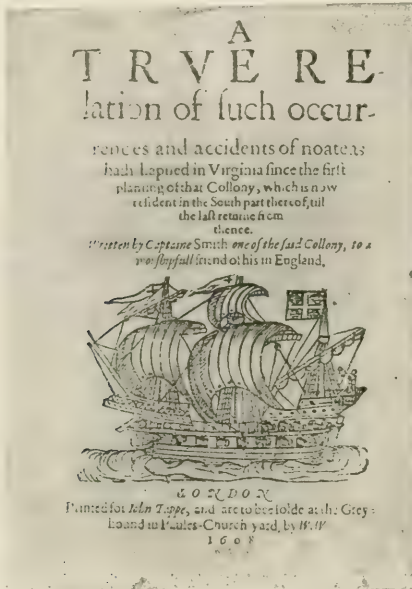 A
TRVE RE-
lation of ſuch occur-
rences and accidents of noate as
hath hapned in Virginia ſince the firſt
planting of that Collony, which is now
reſident in the South part thereof, till
the laſt returne from
thence.
Written by Captaine Smith one of the ſaid Collony, to a
worſhipfull friend of his in England.
LONDON
Printed for Iohn Tappe, and are to bee ſolde at the Grey-
hound in Paules-Church-yard, by W.W
1608